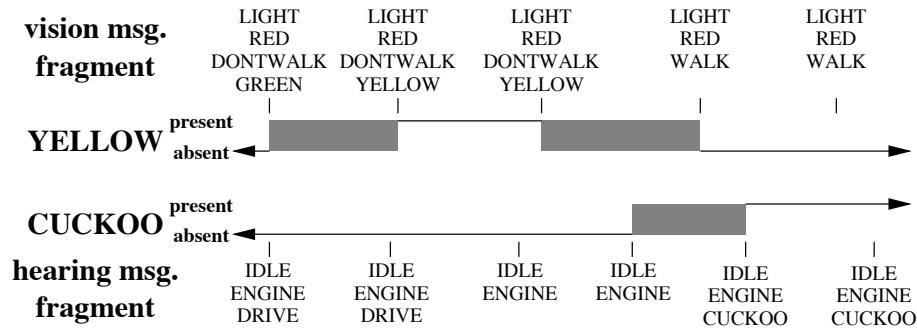 vision msg.
fragment
LIGHT
RED
DONTWALK
GREEN
LIGHT
RED
DONTWALK
YELLOW
LIGHT
RED
DONTWALK
YELLOW
LIGHT
RED
WALK
LIGHT
RED
WALK
YELLOW
present
absent
CUCKOO
present
absent
hearing msg.
fragment
IDLE
ENGINE
DRIVE
IDLE
ENGINE
DRIVE
IDLE
ENGINE
IDLE
ENGINE
IDLE
ENGINE
CUCKOO
IDLE
ENGINE
CUCKOO